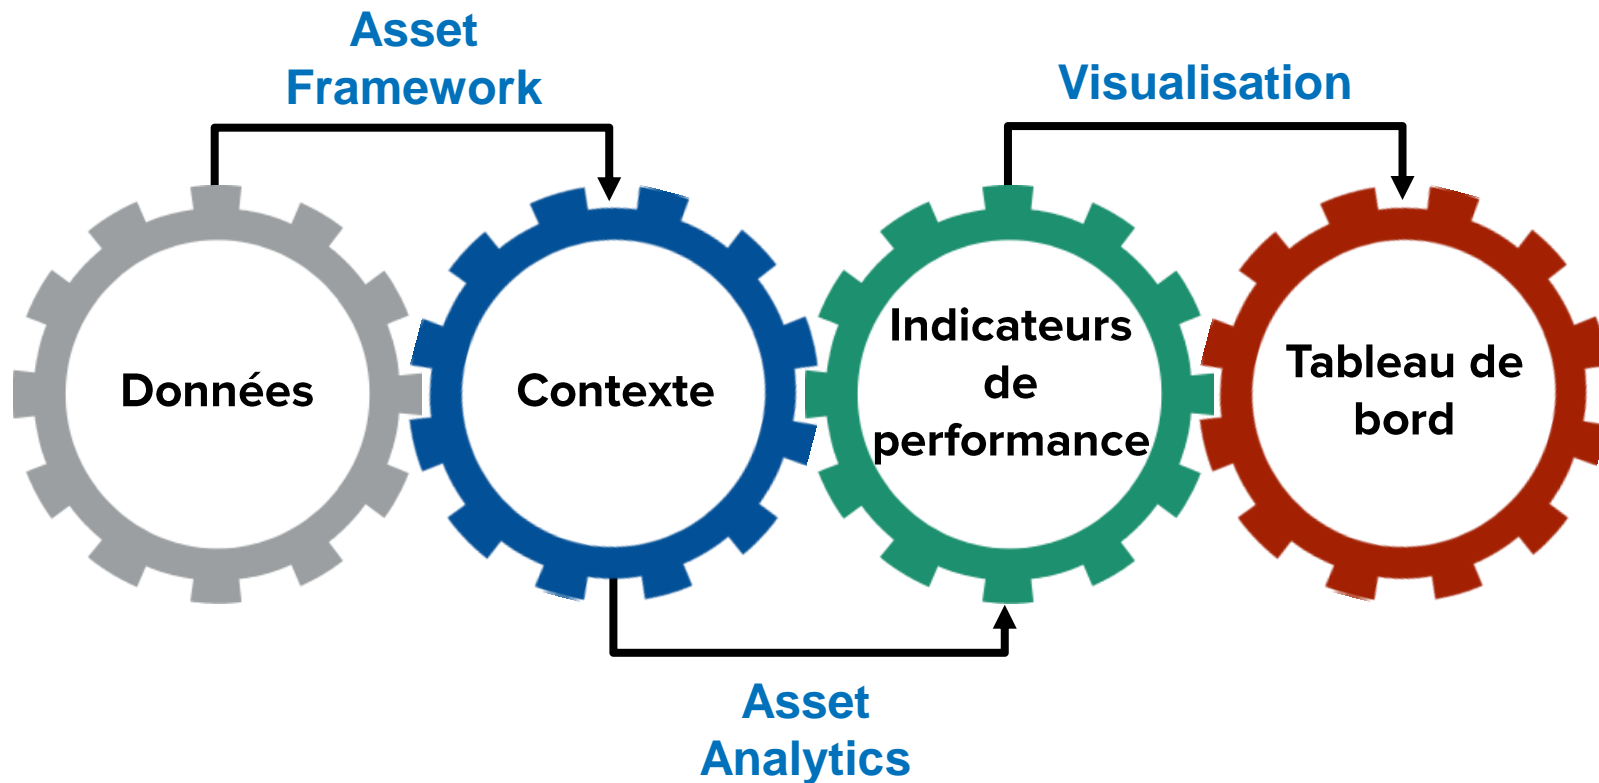 Asset
Framework
Visualisation
Données
Contexte
Indicateurs
de
performance
Tableau de
bord
Asset
Analytics